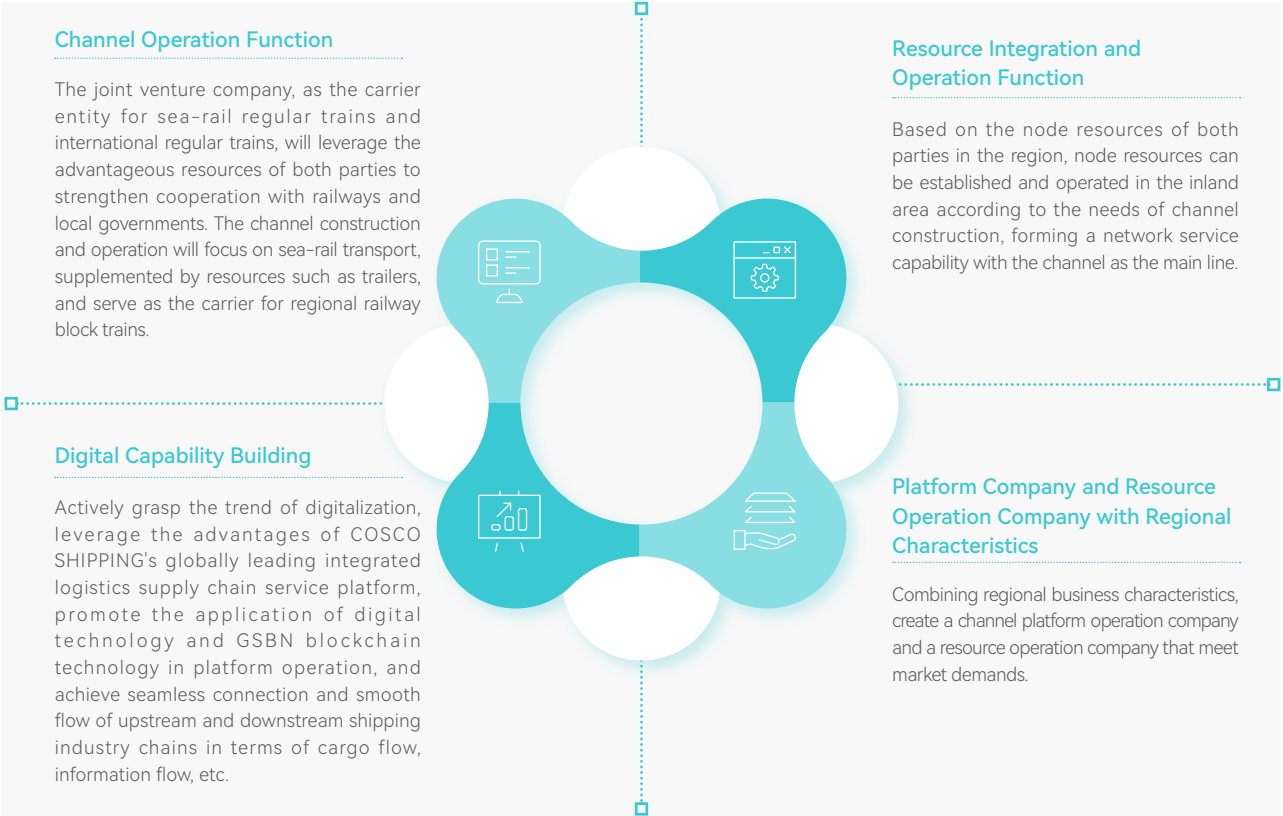 Channel Operation Function
The joint venture company, as the carrier
entity for sea-rail regular trains and
international regular trains, will leverage the
advantageous resources of both parties to
strengthen cooperation with railways and
local governments. The channel construction
and operation will focus on sea-rail transport,
supplemented by resources such as trailers,
and serve as the carrier for regional railway
block trains.
Resource Integration and
Operation Function
Based on the node resources of both
parties in the region, node resources can
be established and operated in the inland
area according to the needs of channel
construction, forming a network service
capability with the channel as the main line.
Digital Capability Building
Actively grasp the trend of digitalization,
leverage the advantages of COSCO
SHIPPING's globally leading integrated
logistics supply chain service platform,
promote the application of digital
technology and GSBN blockchain
technology in platform operation, and
achieve seamless connection and smooth
flow of upstream and downstream shipping
industry chains in terms of cargo flow,
information flow, etc.
Platform Company and Resource
Operation Company with Regional
Characteristics
Combining regional business characteristics,
create a channel platform operation company
and a resource operation company that meet
market demands.